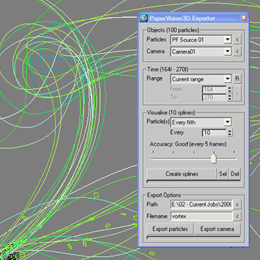 PaperVision3D Exporter
Objects (100 particles)
Particles PF Source 01 <
Camera Camera01 <
Time (164f - 270f)
Range Current range R
From 164
To 270
Visualise (10 splines)
Particle(s) Every Nth
Every 10
Accuracy: Good (every 5 frames)
Create splines Sel Del
Export Options
Path E:\02 - Current Jobs\200
Filename vortex
Export particles Export camera